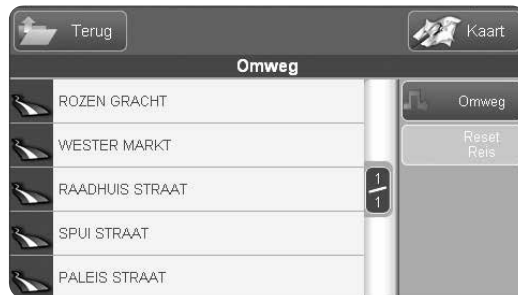 Terug
Kaart
Omweg
ROZEN GRACHT
WESTER MARKT
RAADHUIS STRAAT
SPUI STRAAT
PALEIS STRAAT
1
1
Omweg
Reset
Reis